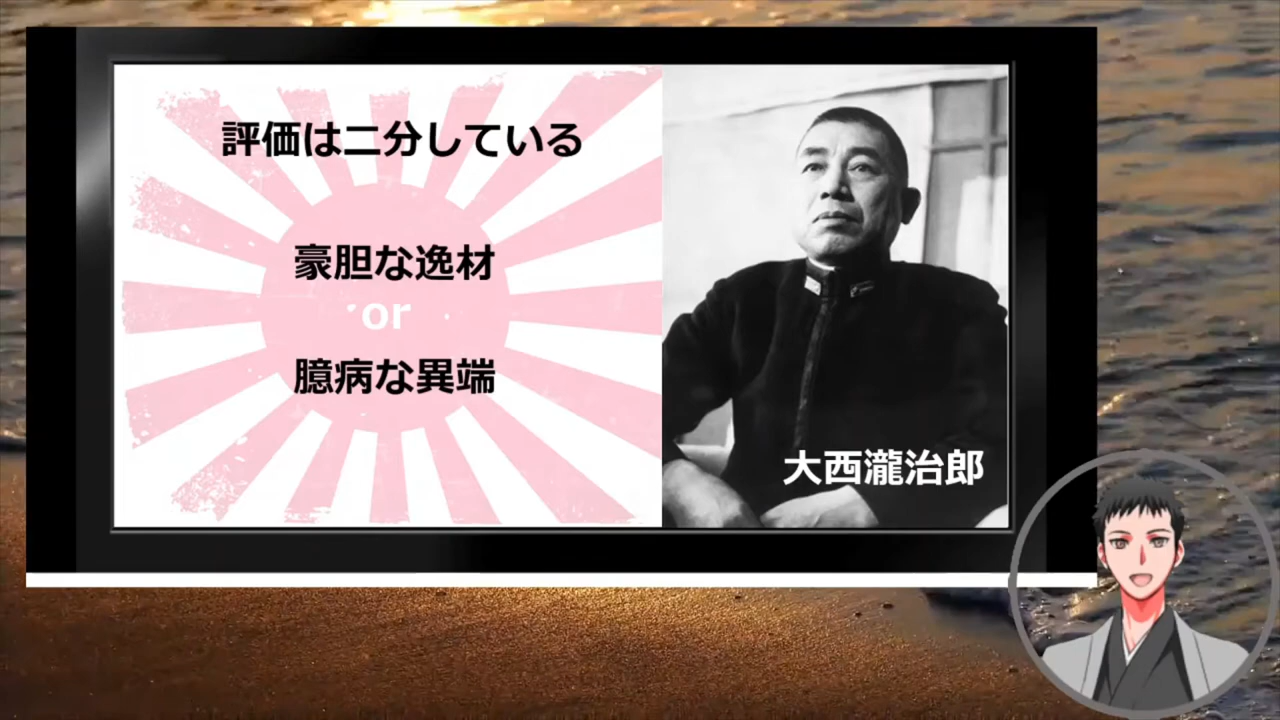 評価は二分している
豪胆な逸材
or
臆病な異端
大西瀧治郎